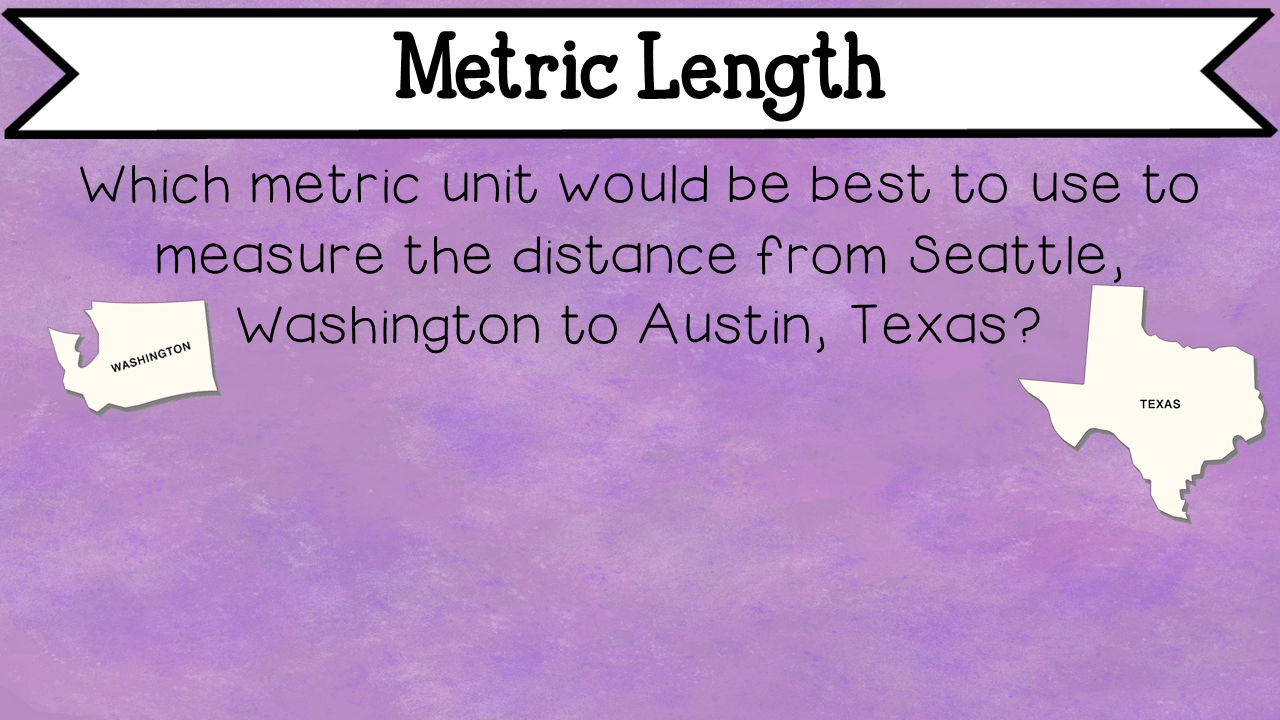 Metric Length
Which metric unit would be best to use to
measure the distance from Seattle,
Washington to Austin, Texas?
WASHINGTON
TEXAS